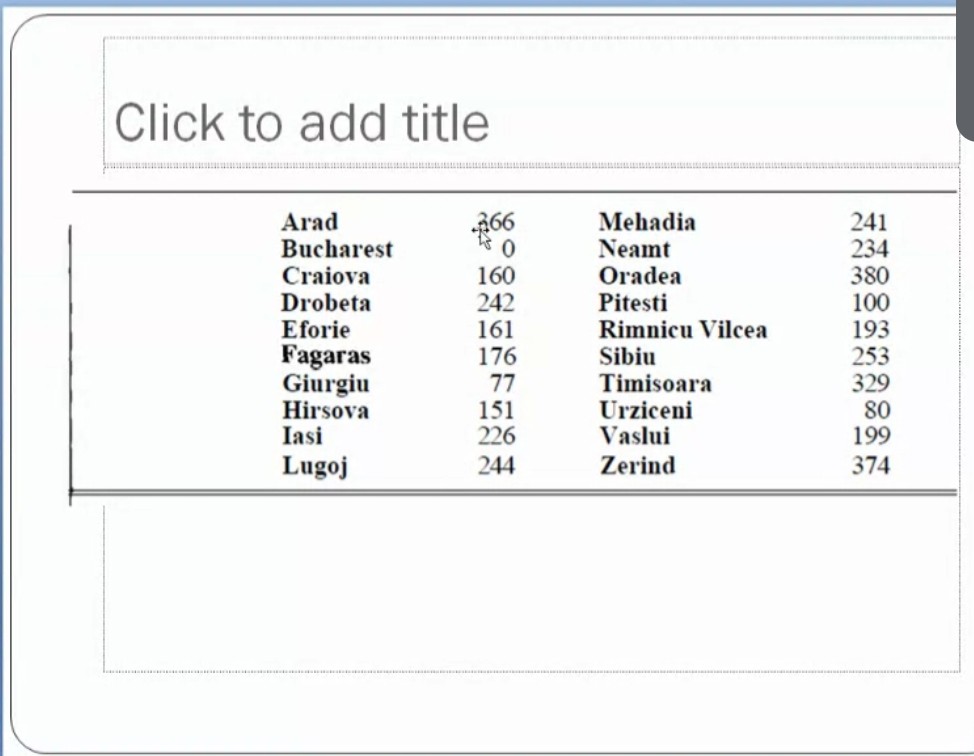 Click to add title
Arad 366 Mehadia 241
Bucharest 0 Neamt 234
Craiova 160 Oradea 380
Drobeta 242 Pitesti 100
Eforie 161 Rimnicu Vilcea 193
Fagaras 176 Sibiu 253
Giurgiu 77 Timisoara 329
Hirsova 151 Urziceni 80
Iasi 226 Vaslui 199
Lugoj 244 Zerind 374